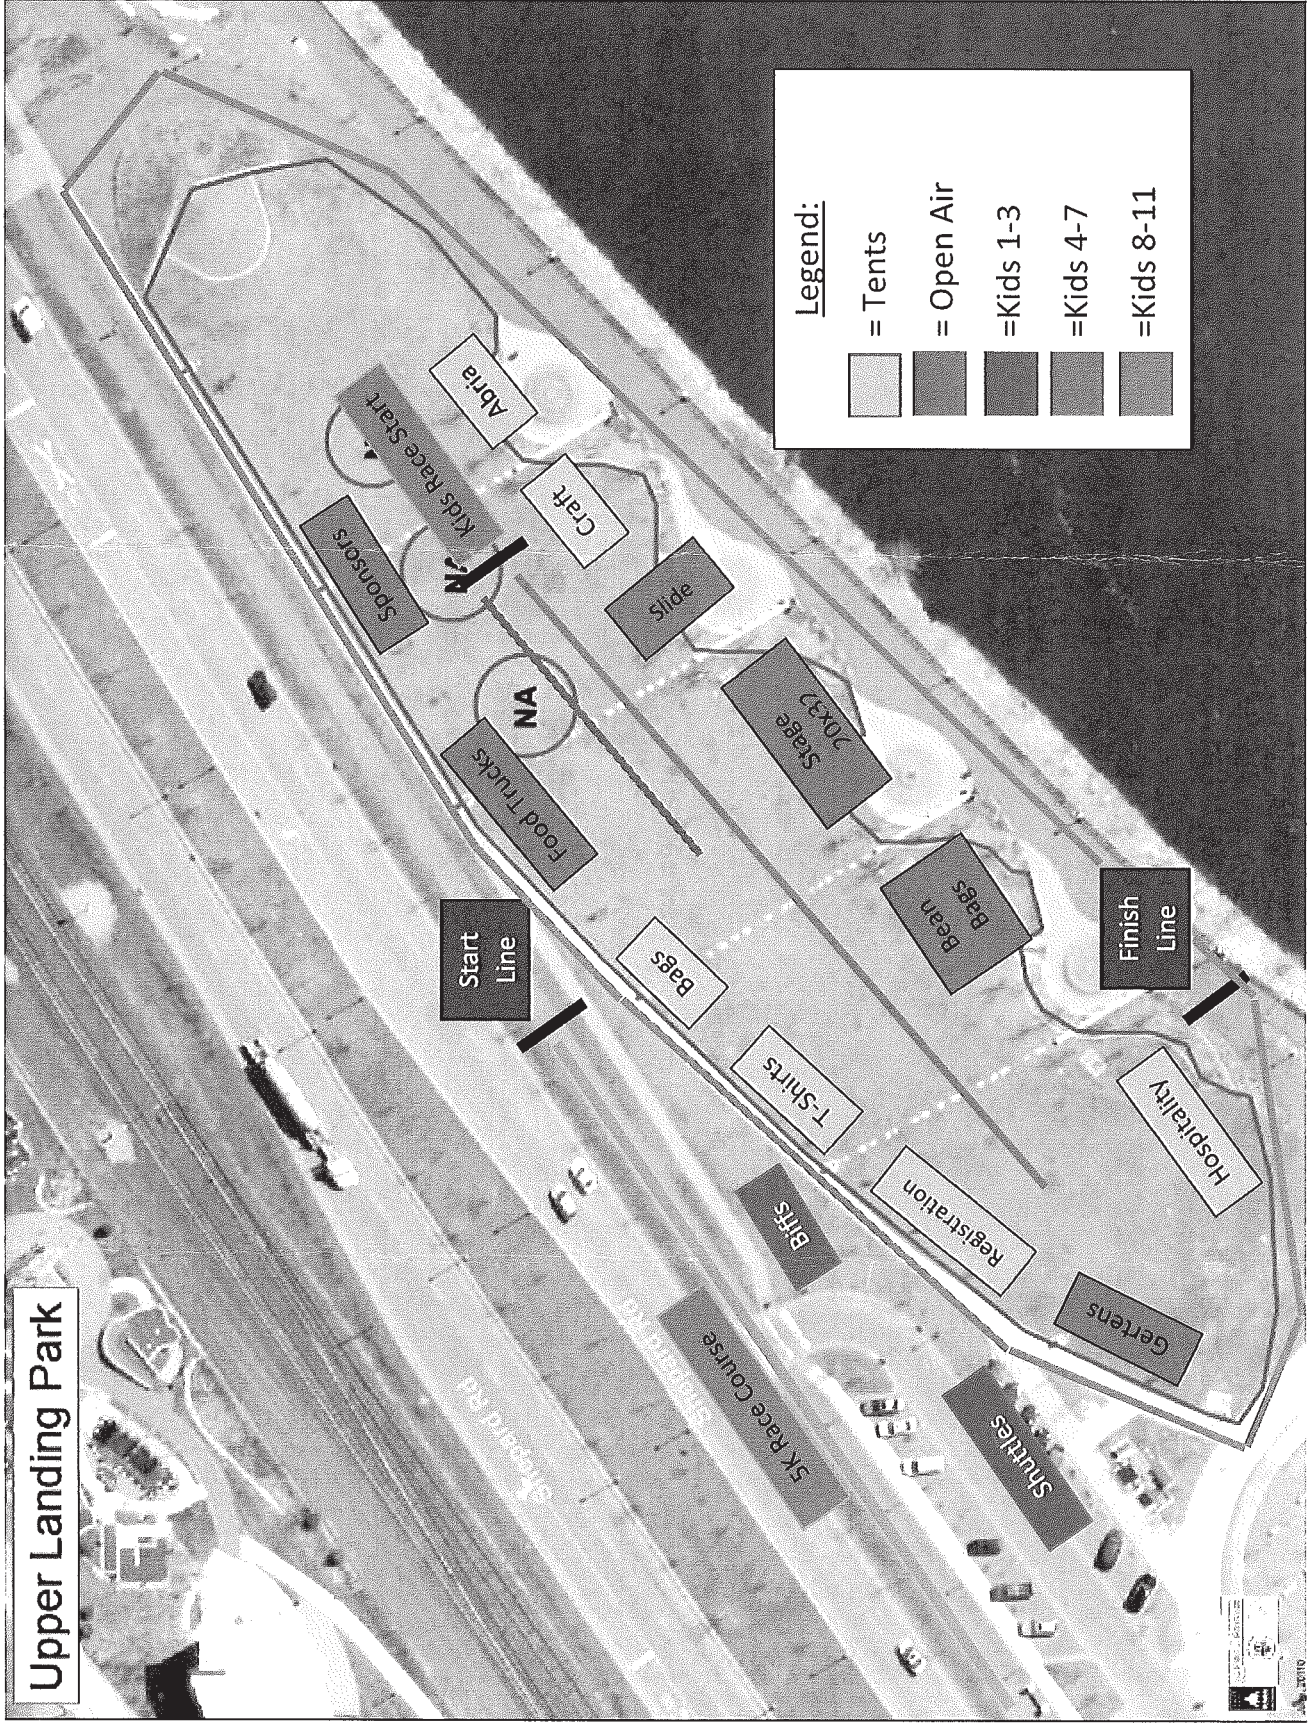 Upper Landing Park
Legend:
= Tents
= Open Air
=Kids 1-3
=Kids 4-7
=Kids 8-11
Abria
Kids Race Start
Craft
Sponsors
Slide
NA
Stage
20x32
Food Trucks
Bean
Bags
Start
Line
Finish
Line
Bags
T-Shirts
Hospitality
Biffs
Registration
Gertens
5K Race Course
Shuttles
Shepard Rd
Shepard Rd